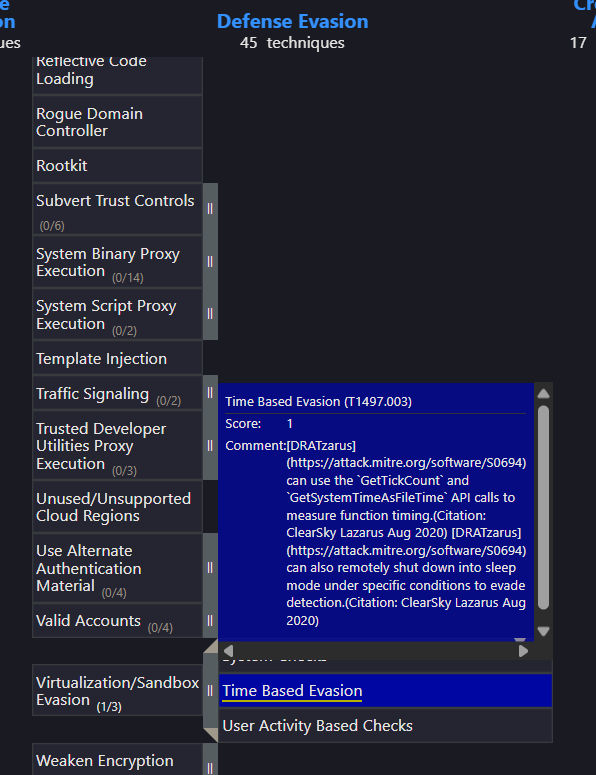 e
on
ues
Defense Evasion
45 techniques
Cr
A
17
Reflective Code
Loading
Rogue Domain
Controller
Rootkit
Subvert Trust Controls
(0/6)
System Binary Proxy
Execution (0/14)
System Script Proxy
Execution (0/2)
Template Injection
Traffic Signaling (0/2)
Trusted Developer
Utilities Proxy
Execution (0/3)
Unused/Unsupported
Cloud Regions
Use Alternate
Authentication
Material (0/4)
Valid Accounts (0/4)
Virtualization/Sandbox
Evasion (1/3)
Weaken Encryption
Time Based Evasion (T1497.003)
Score: 1
Comment:[DRATzarus]
(https://attack.mitre.org/software/S0694)
can use the `GetTickCount` and
`GetSystemTimeAsFileTime` API calls to
measure function timing.(Citation:
ClearSky Lazarus Aug 2020) [DRATzarus]
(https://attack.mitre.org/software/S0694)
can also remotely shut down into sleep
mode under specific conditions to evade
detection.(Citation: ClearSky Lazarus Aug
2020)
System Checks
Time Based Evasion
User Activity Based Checks